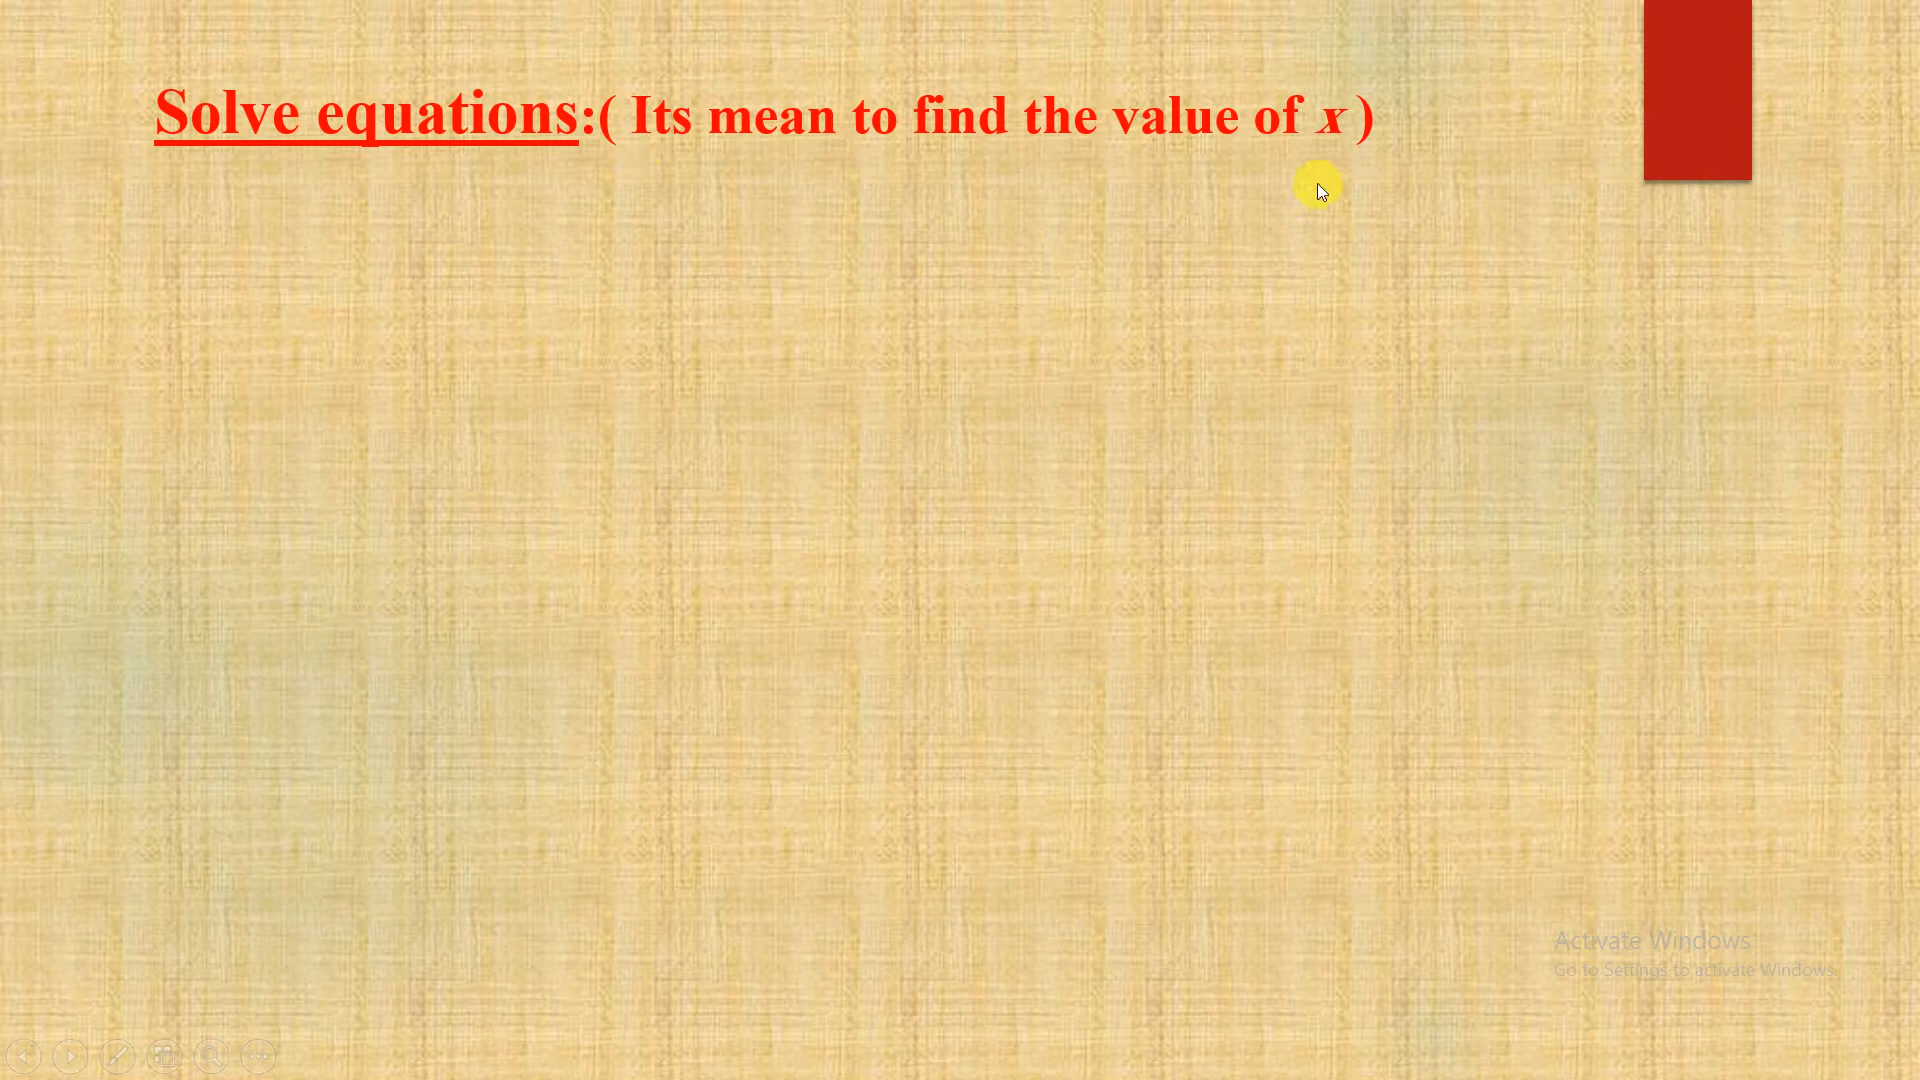 Solve equations:( Its mean to find the value of x )
Activate Windows
Go to Settings to activate Windows.